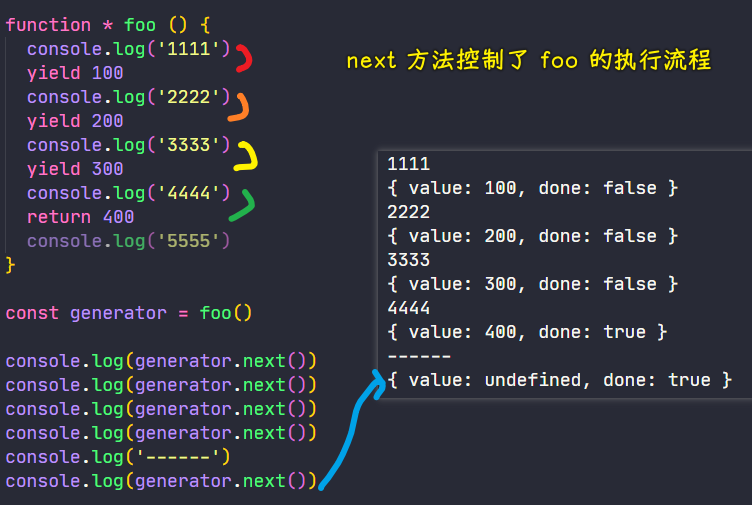 function * foo () {
  console.log('1111')
  yield 100
  console.log('2222')
  yield 200
  console.log('3333')
  yield 300
  console.log('4444')
  return 400
  console.log('5555')
}
const generator = foo()
console.log(generator.next())
console.log(generator.next())
console.log(generator.next())
console.log(generator.next())
console.log('------')
console.log(generator.next())
next 方法控制了 foo 的执行流程
1111
{ value: 100, done: false }
2222
{ value: 200, done: false }
3333
{ value: 300, done: false }
4444
{ value: 400, done: true }
------
{ value: undefined, done: true }